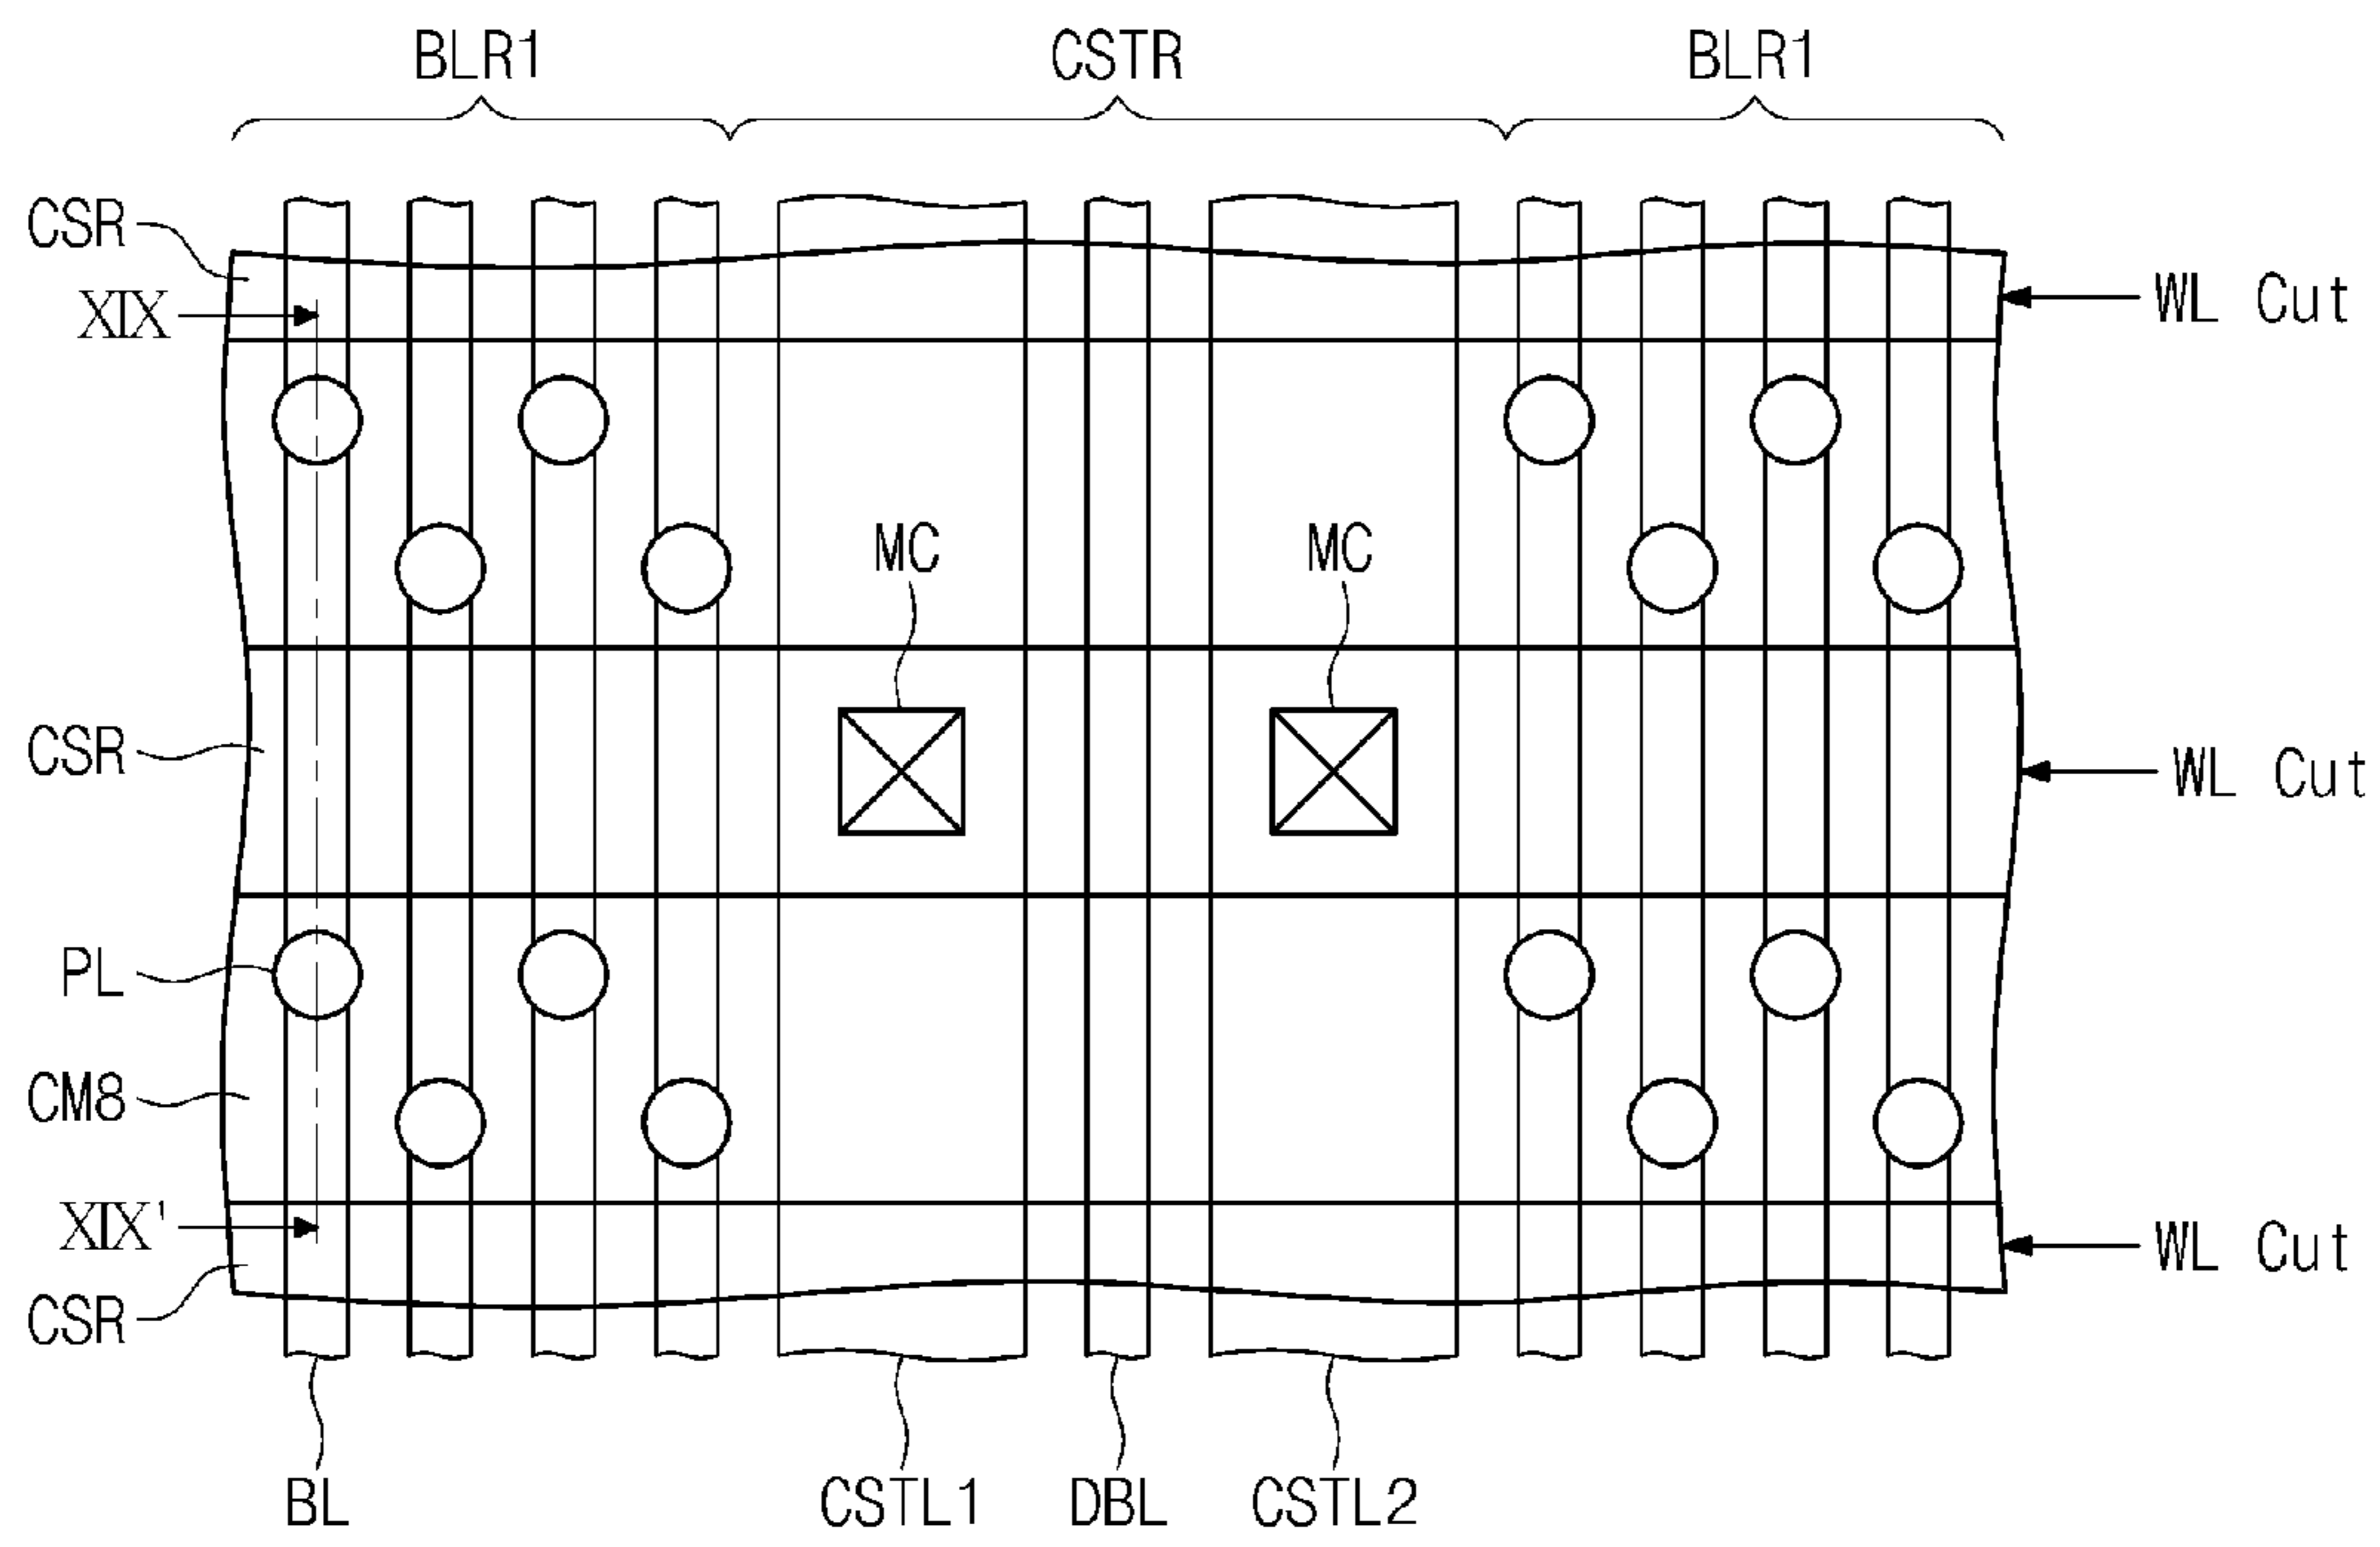 BLR1 CSTR BLR1
CSR
XIX WL Cut
MC MC
CSR WL Cut
PL
CM8
XIX' WL Cut
CSR
BL CSTL1 DBL CSTL2